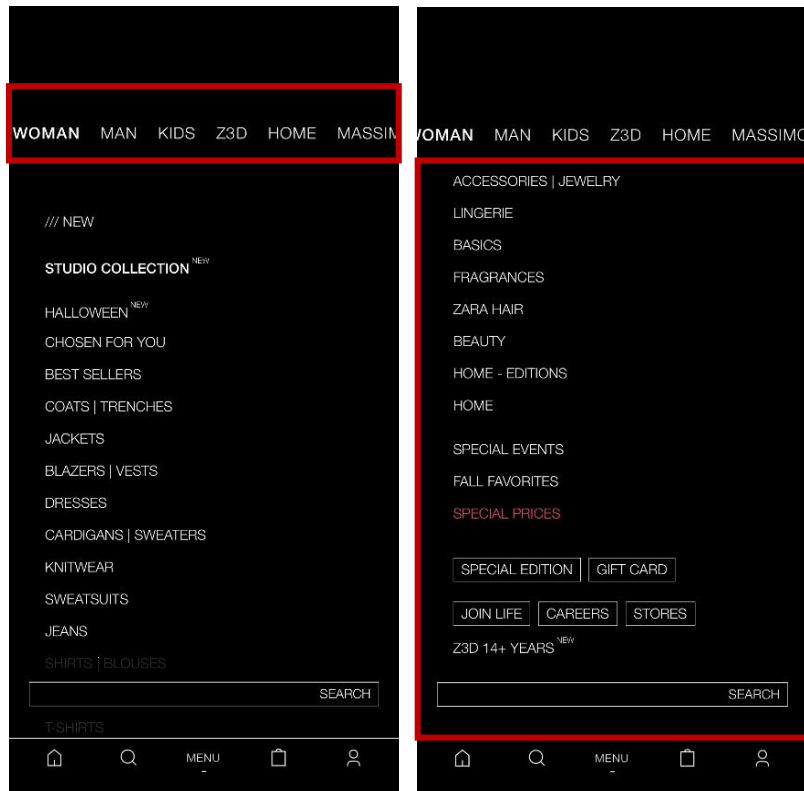 WOMAN MAN KIDS Z3D HOME MASSIM
/// NEW
STUDIO COLLECTION NEW
HALLOWEEN NEW
CHOSEN FOR YOU
BEST SELLERS
COATS | TRENCHES
JACKETS
BLAZERS | VESTS
DRESSES
CARDIGANS | SWEATERS
KNITWEAR
SWEATSUITS
JEANS
SHIRTS | BLOUSES
SEARCH
T-SHIRTS
MENU
WOMAN MAN KIDS Z3D HOME MASSIMO
ACCESSORIES | JEWELRY
LINGERIE
BASICS
FRAGRANCES
ZARA HAIR
BEAUTY
HOME - EDITIONS
HOME
SPECIAL EVENTS
FALL FAVORITES
SPECIAL PRICES
SPECIAL EDITION GIFT CARD
JOIN LIFE CAREERS STORES
Z3D 14+ YEARS NEW
SEARCH
MENU